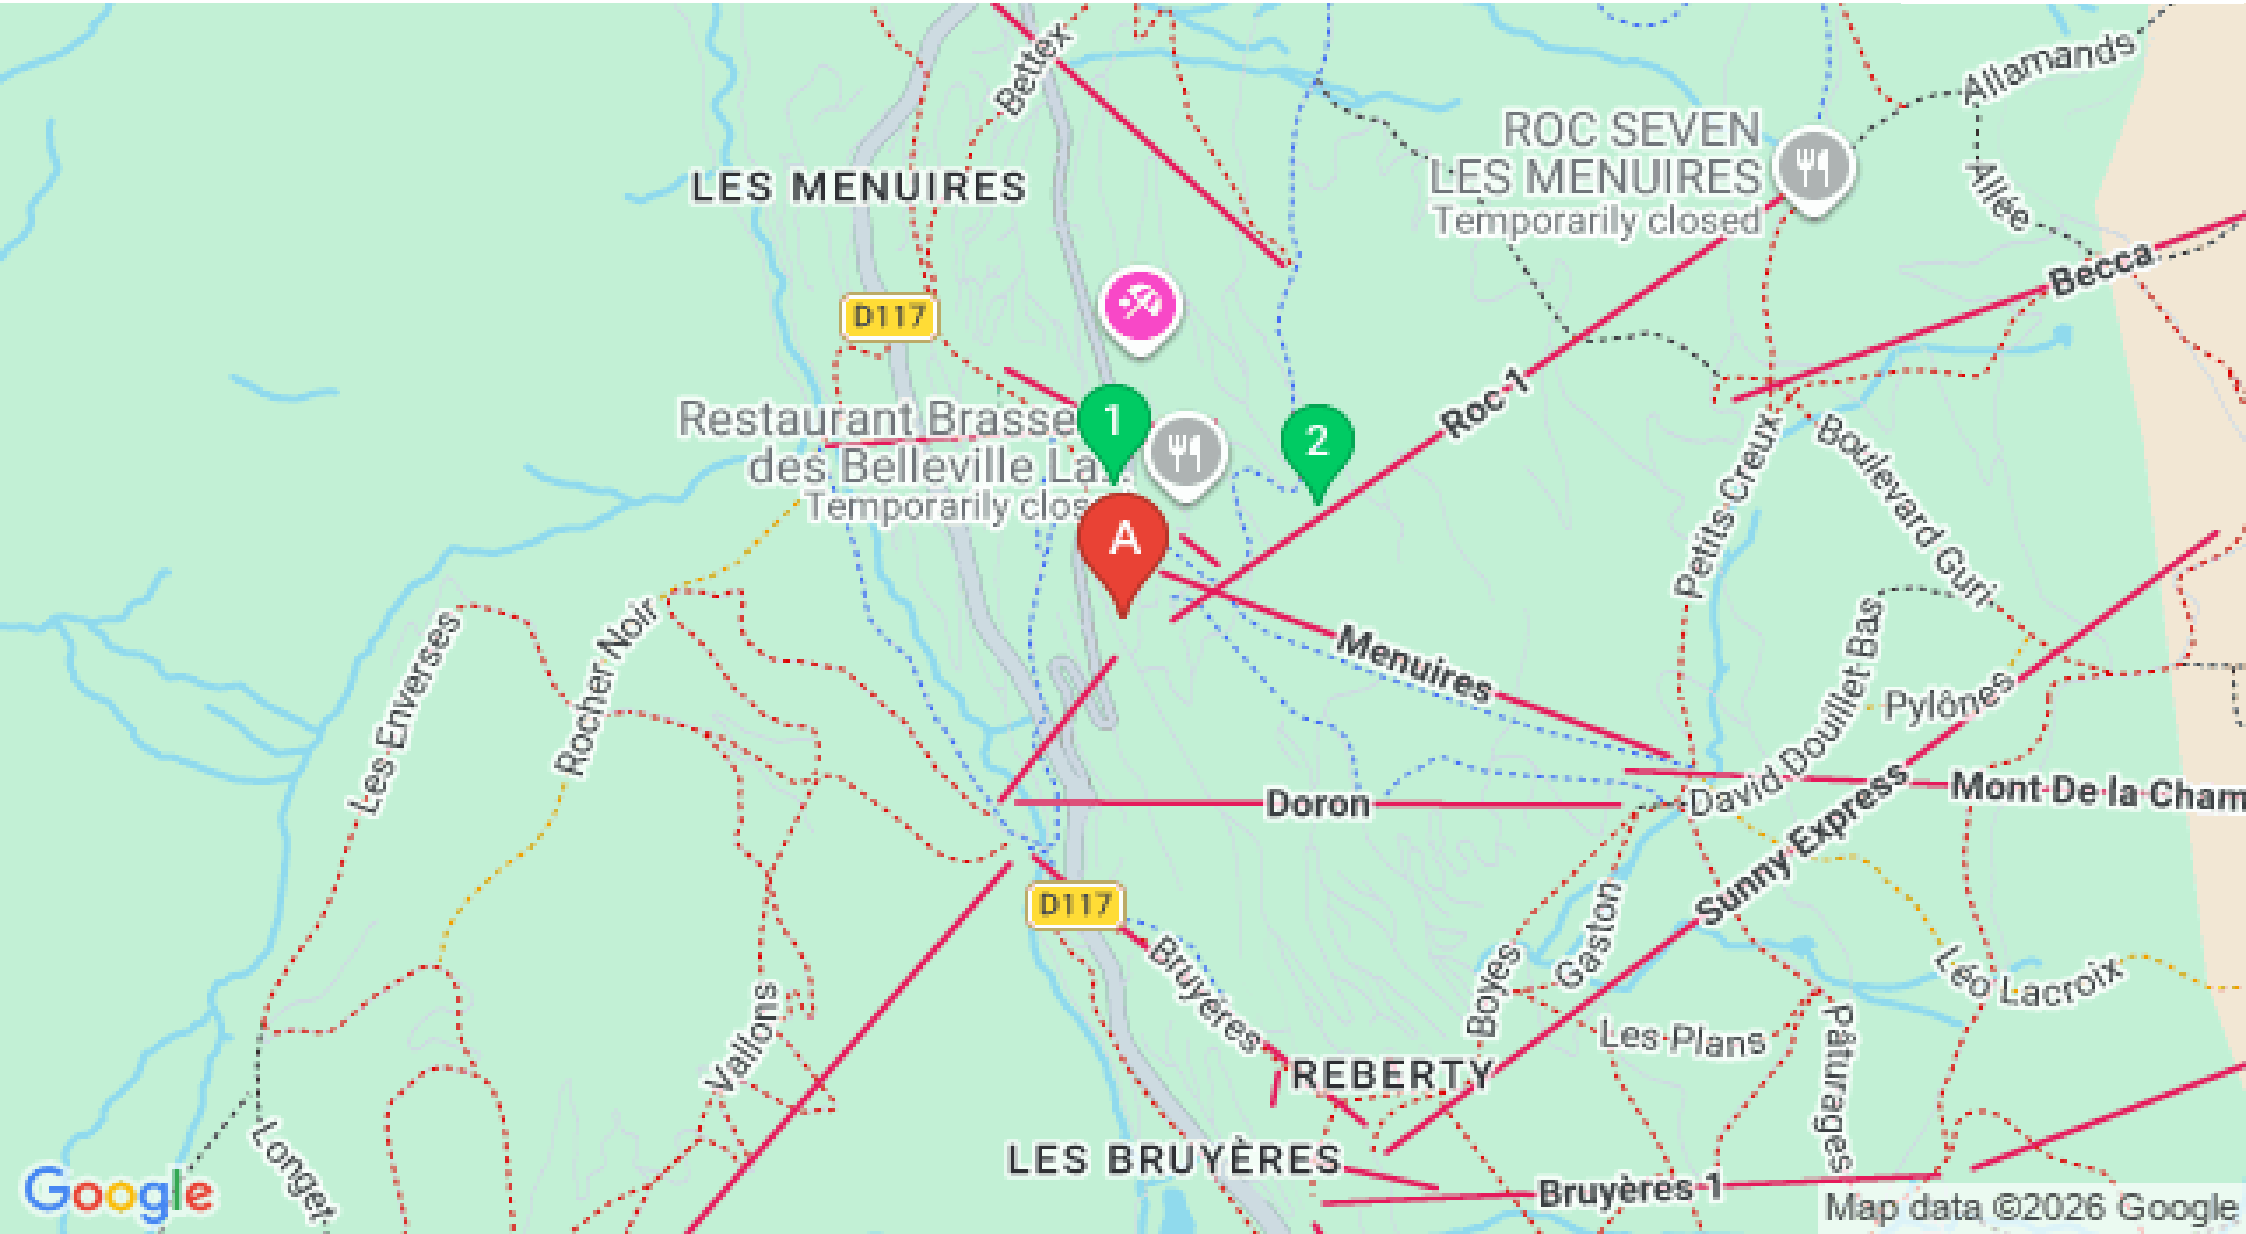 Bettex
Allamands
ROC SEVEN
LES MENUIRES
Temporarily closed
Allée
LES MENUIRES
Becca
D117
Roc 1
1
2
Restaurant Brasse
des Belleville La...
Temporarily clos
A
Petits Creux
Boulevard Guri
Les Enverses
Rocher Noir
Menuires
David Douillet Bas
Pylônes
Mont De la Cham
Doron
Sunny Express
D117
Bruyères
Gaston
Boyes
Léo Lacroix
Les Plans
Pâturages
Vallons
REBERTY
LES BRUYÈRES
Longet
Bruyères 1
Google
Map data ©2026 Google